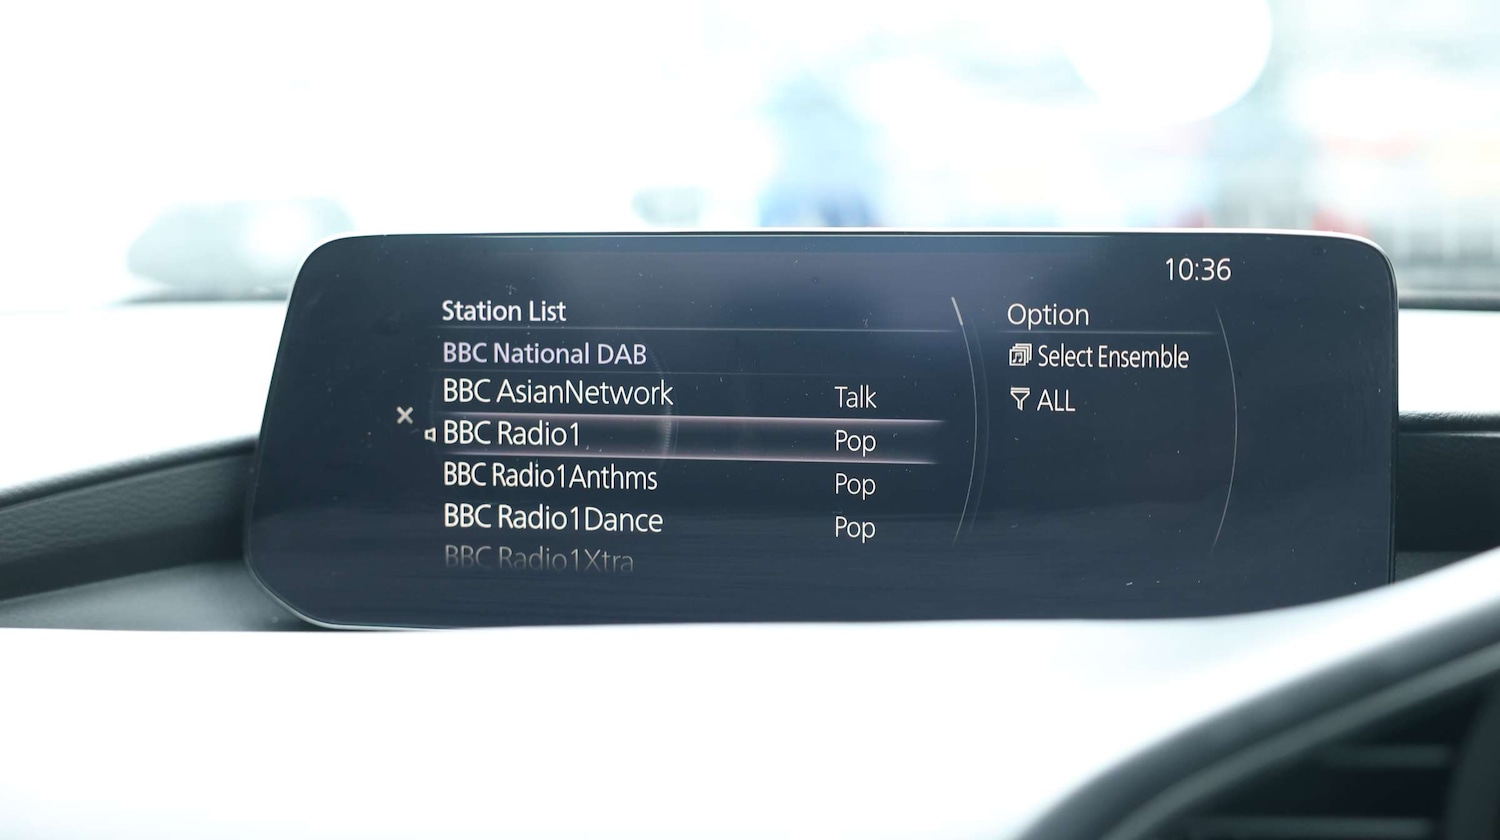 10:36
Station List
BBC National DAB
BBC AsianNetwork Talk
BBC Radio1 Pop
BBC Radio1Anthms Pop
BBC Radio1Dance Pop
BBC Radio1Xtra
Option
Select Ensemble
ALL